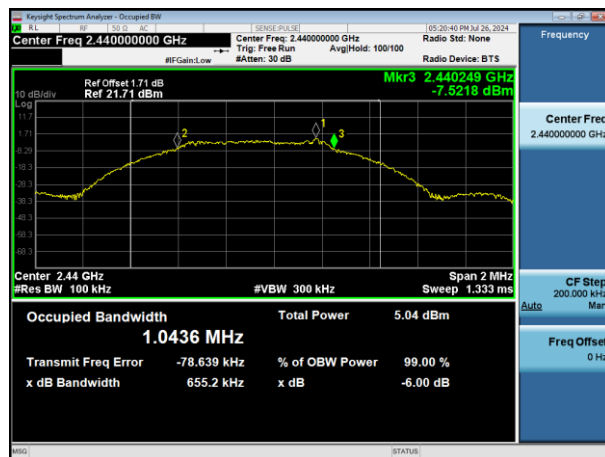 Keysight Spectrum Analyzer - Occupied BW
RL RF 50 Ω AC SENSE:PULSE 05:20:40 PM Jul 26, 2024
Center Freq 2.440000000 GHz Center Freq: 2.440000000 GHz Radio Std: None Frequency
Trig: Free Run Avg|Hold: 100/100
#IFGain:Low #Atten: 30 dB Radio Device: BTS
Ref Offset 1.71 dB Mkr3 2.440249 GHz
10 dB/div Ref 21.71 dBm -7.5218 dBm
Log
11.7
1.71
-8.29
-18.3
-28.3
-38.3
-48.3
-58.3
-68.3
2
1
3
Center 2.44 GHz Span 2 MHz
#Res BW 100 kHz #VBW 300 kHz Sweep 1.333 ms
Occupied Bandwidth Total Power 5.04 dBm
1.0436 MHz
Transmit Freq Error -78.639 kHz % of OBW Power 99.00 %
x dB Bandwidth 655.2 kHz x dB -6.00 dB
Center Freq
2.440000000 GHz
CF Step
200.000 kHz
Auto Man
Freq Offset
0 Hz
MSG STATUS